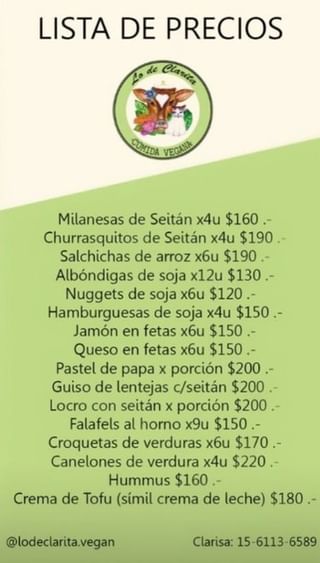 LISTA DE PRECIOS
Lo de Clarita
COMIDA VEGANA
Milanesas de Seitán x4u $160 .-
Churrasquitos de Seitán x4u $190 .-
Salchichas de arroz x6u $190 .-
Albóndigas de soja x12u $130 .-
Nuggets de soja x6u $120 .-
Hamburguesas de soja x4u $150 .-
Jamón en fetas x6u $150 .-
Queso en fetas x6u $150 .-
Pastel de papa x porción $200 .-
Guiso de lentejas c/seitán $200 .-
Locro con seitán x porción $200 .-
Falafels al horno x9u $150 .-
Croquetas de verduras x6u $170 .-
Canelones de verdura x4u $220 .-
Hummus $160 .-
Crema de Tofu (símil crema de leche) $180 .-
@lodeclarita.vegan Clarisa: 15-6113-6589